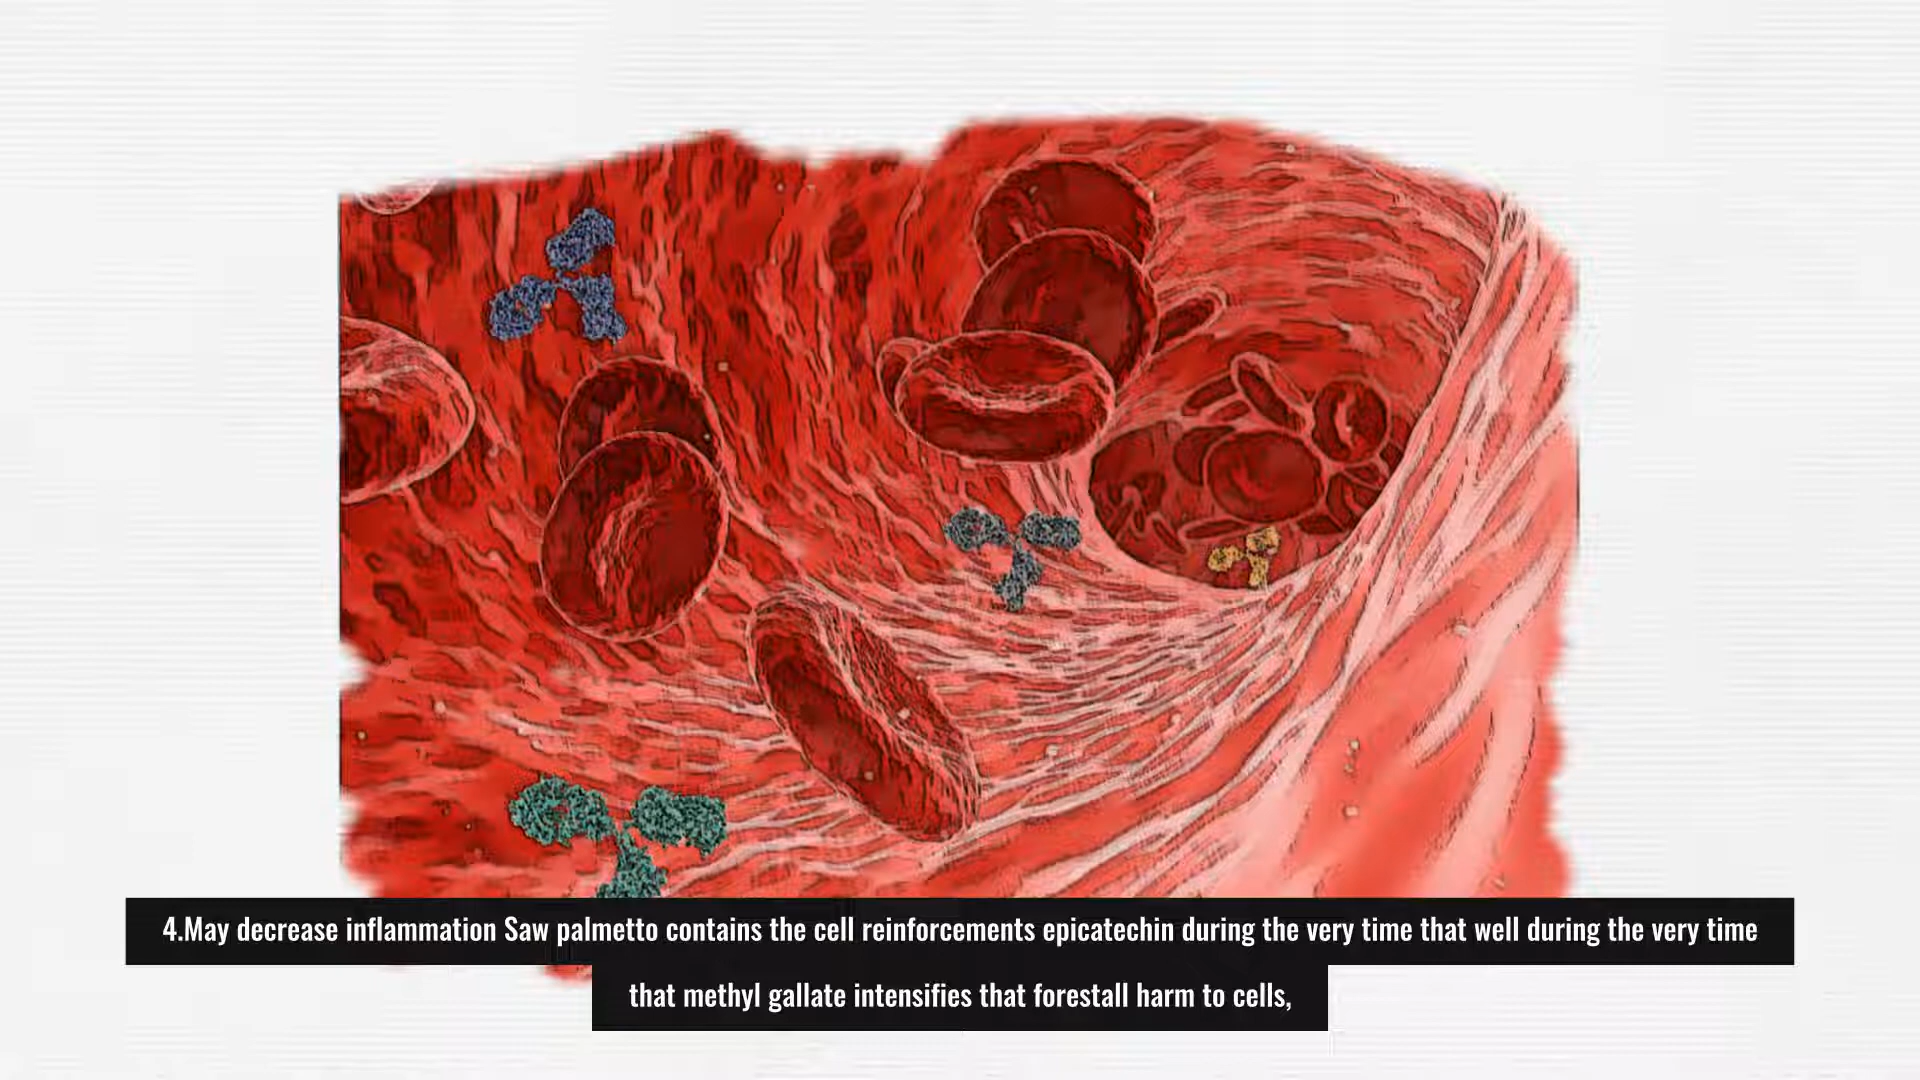 4.May decrease inflammation Saw palmetto contains the cell reinforcements epicatechin during the very time that well during the very time
that methyl gallate intensifies that forestall harm to cells,